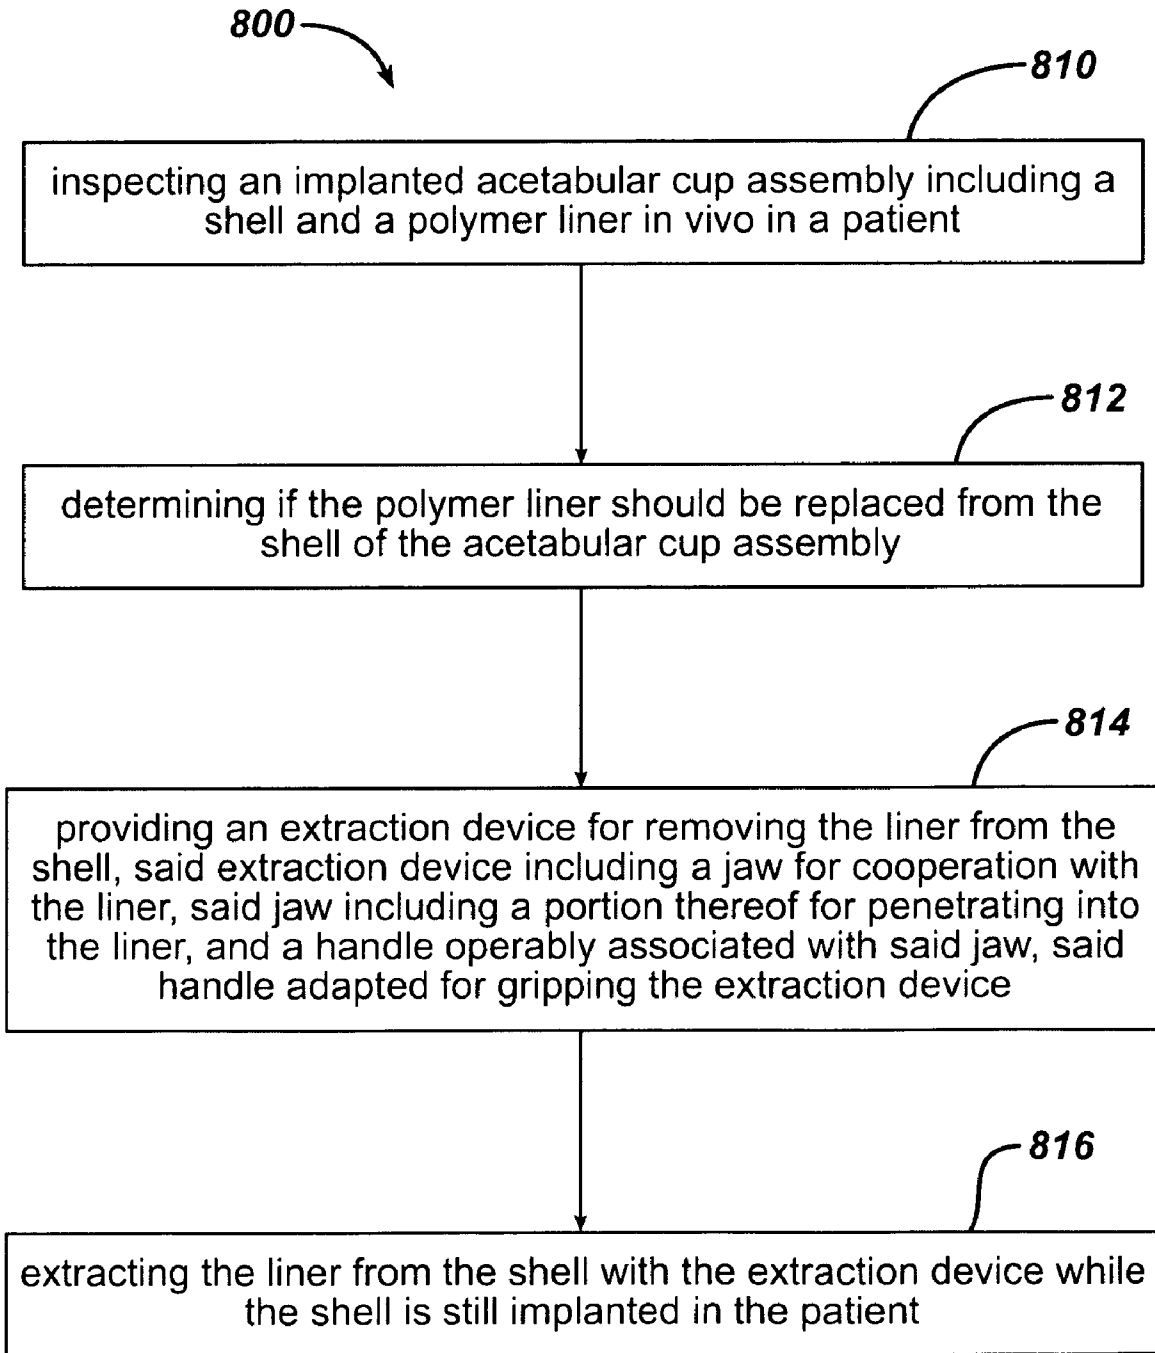 800
810
inspecting an implanted acetabular cup assembly including a
shell and a polymer liner in vivo in a patient
812
determining if the polymer liner should be replaced from the
shell of the acetabular cup assembly
814
providing an extraction device for removing the liner from the
shell, said extraction device including a jaw for cooperation with
the liner, said jaw including a portion thereof for penetrating into
the liner, and a handle operably associated with said jaw, said
handle adapted for gripping the extraction device
816
extracting the liner from the shell with the extraction device while
the shell is still implanted in the patient